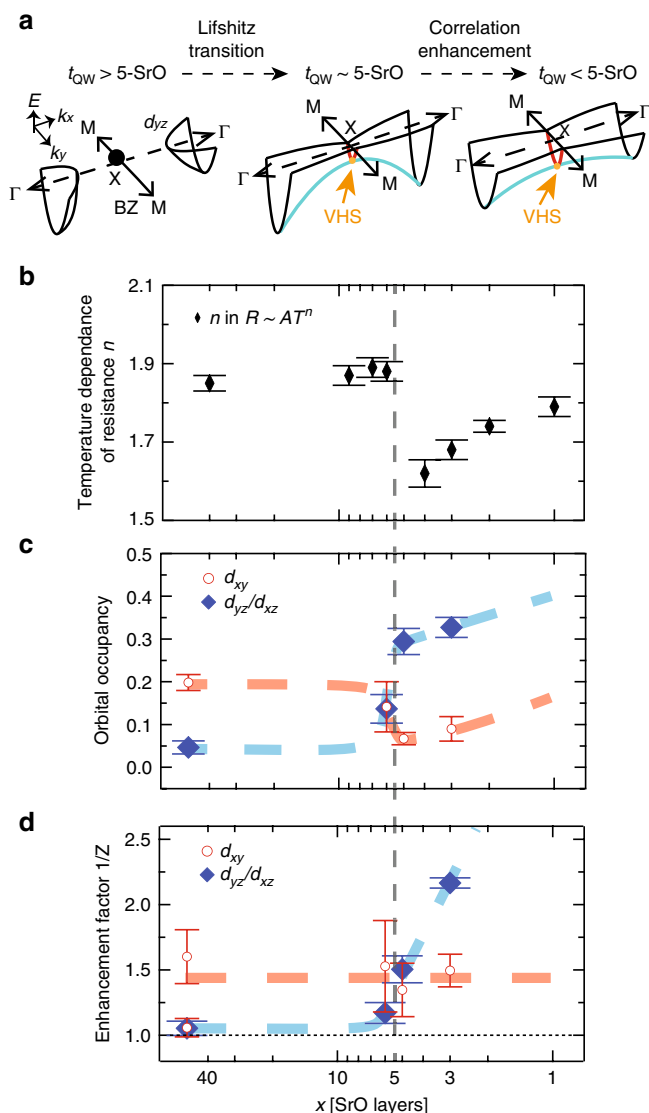 a
Lifshitz transition
Correlation enhancement
t_QW > 5-SrO
t_QW ~ 5-SrO
t_QW < 5-SrO
E
k_x
k_y
M
d_yz
Γ
X
Γ
BZ
M
M
X
Γ
Γ
M
VHS
M
X
Γ
Γ
M
VHS
b
2.1
1.9
1.7
1.5
Temperature dependance of resistance n
n in R ~ AT^n
c
0.5
0.4
0.3
0.2
0.1
0.0
Orbital occupancy
d_xy
d_yz/d_xz
d
2.5
2.0
1.5
1.0
Enhancement factor 1/Z
d_xy
d_yz/d_xz
40
10
5
3
1
x [SrO layers]